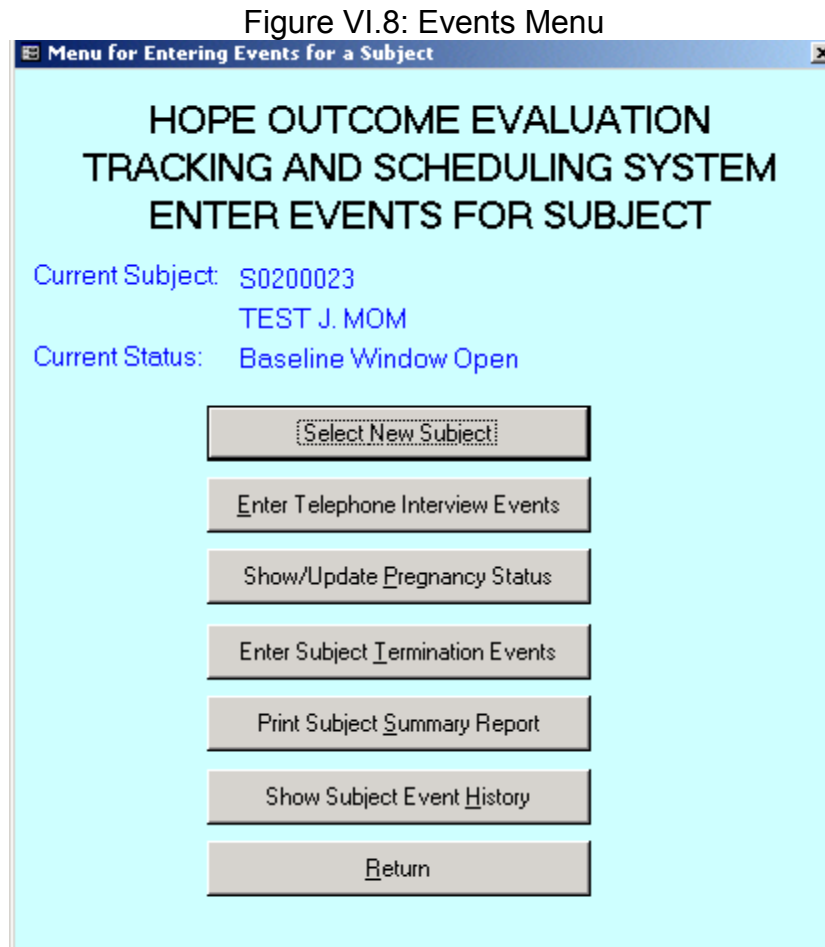 Figure VI.8: Events Menu
Menu for Entering Events for a Subject
HOPE OUTCOME EVALUATION
TRACKING AND SCHEDULING SYSTEM
ENTER EVENTS FOR SUBJECT
Current Subject: S0200023
TEST J. MOM
Current Status: Baseline Window Open
Select New Subject
Enter Telephone Interview Events
Show/Update Pregnancy Status
Enter Subject Termination Events
Print Subject Summary Report
Show Subject Event History
Return